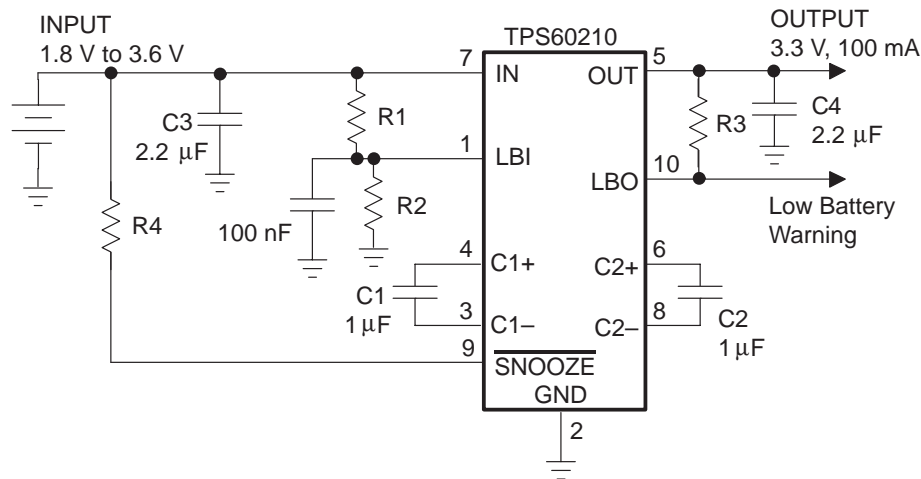 INPUT
1.8 V to 3.6 V
TPS60210
OUTPUT
3.3 V, 100 mA
7
IN
OUT
5
R1
C3
2.2 μF
R3
C4
2.2 μF
1
LBI
10
LBO
R2
R4
100 nF
Low Battery
Warning
4
C1+
C2+
6
C1
1 μF
3
C1–
C2–
8
C2
1 μF
9
SNOOZE
GND
2